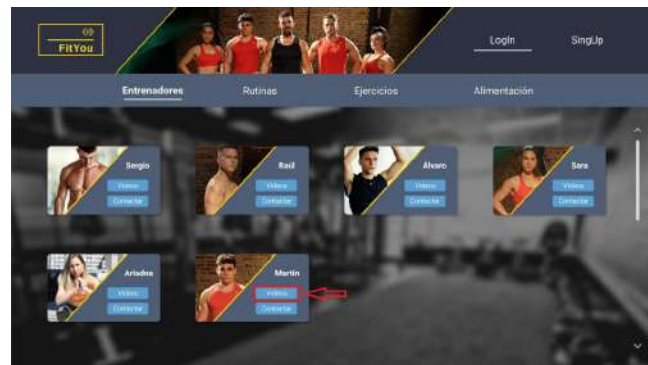 FitYou
LogIn
SingUp
Entrenadores
Rutinas
Ejercicios
Alimentación
Sergio
Videos
Contactar
Raúl
Videos
Contactar
Álvaro
Videos
Contactar
Sara
Videos
Contactar
Ariadna
Videos
Contactar
Martín
Videos
Contactar